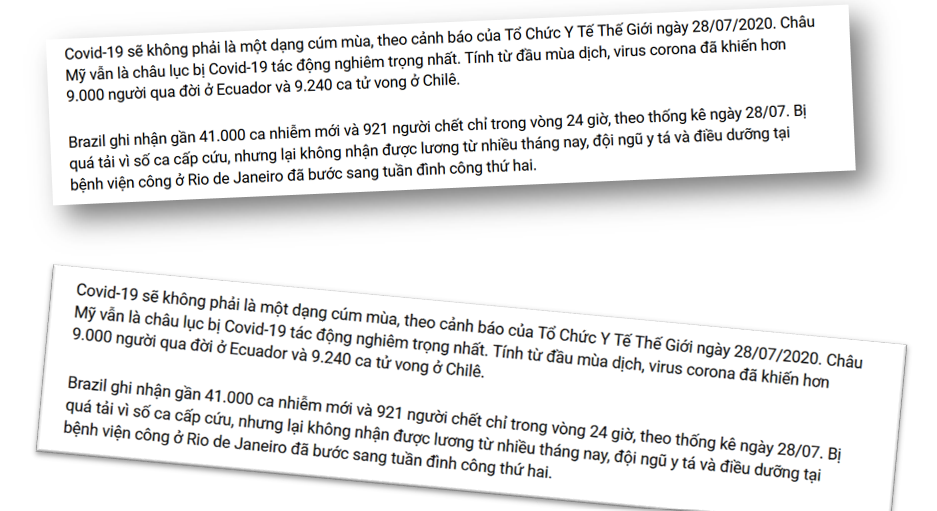 Covid-19 sẽ không phải là một dạng cúm mùa, theo cảnh báo của Tổ Chức Y Tế Thế Giới ngày 28/07/2020. Châu
Mỹ vẫn là châu lục bị Covid-19 tác động nghiêm trọng nhất. Tính từ đầu mùa dịch, virus corona đã khiến hơn
9.000 người qua đời ở Ecuador và 9.240 ca tử vong ở Chilê.
Brazil ghi nhận gần 41.000 ca nhiễm mới và 921 người chết chỉ trong vòng 24 giờ, theo thống kê ngày 28/07. Bị
quá tải vì số ca cấp cứu, nhưng lại không nhận được lương từ nhiều tháng nay, đội ngũ y tá và điều dưỡng tại
bệnh viện công ở Rio de Janeiro đã bước sang tuần đình công thứ hai.
Covid-19 sẽ không phải là một dạng cúm mùa, theo cảnh báo của Tổ Chức Y Tế Thế Giới ngày 28/07/2020. Châu
Mỹ vẫn là châu lục bị Covid-19 tác động nghiêm trọng nhất. Tính từ đầu mùa dịch, virus corona đã khiến hơn
9.000 người qua đời ở Ecuador và 9.240 ca tử vong ở Chilê.
Brazil ghi nhận gần 41.000 ca nhiễm mới và 921 người chết chỉ trong vòng 24 giờ, theo thống kê ngày 28/07. Bị
quá tải vì số ca cấp cứu, nhưng lại không nhận được lương từ nhiều tháng nay, đội ngũ y tá và điều dưỡng tại
bệnh viện công ở Rio de Janeiro đã bước sang tuần đình công thứ hai.